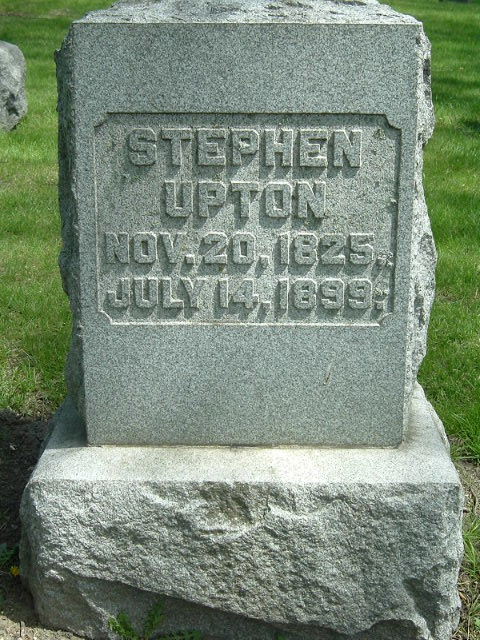 STEPHEN
UPTON
NOV. 20, 1825.
JULY 14, 1899.